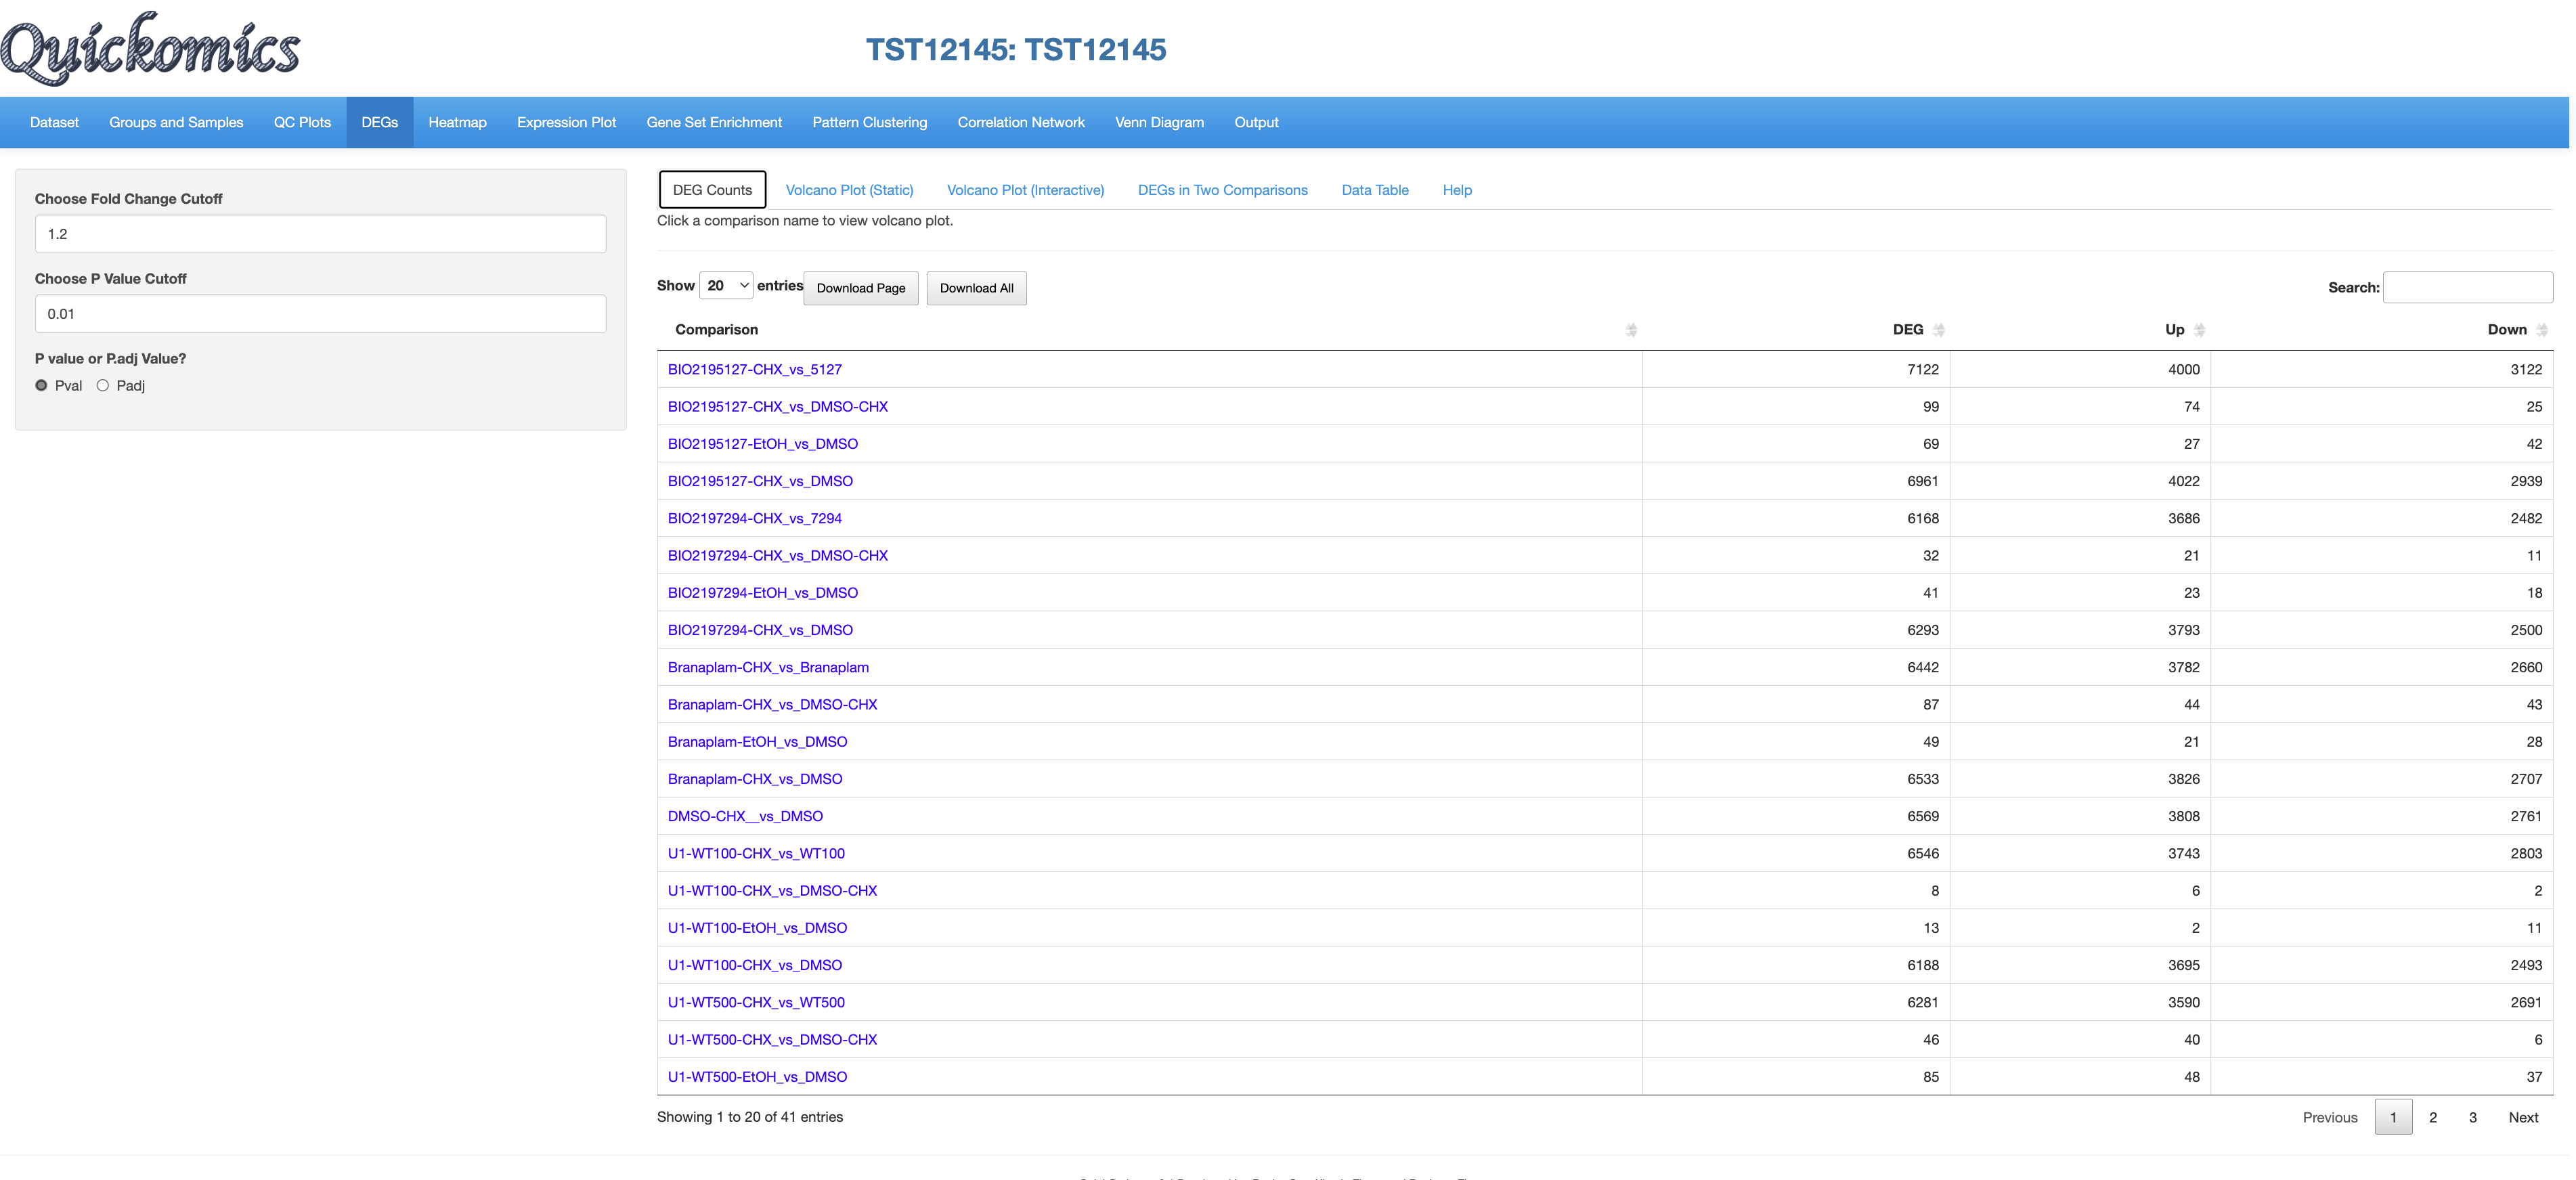 Quickomics
TST12145: TST12145
Dataset Groups and Samples QC Plots DEGs Heatmap Expression Plot Gene Set Enrichment Pattern Clustering Correlation Network Venn Diagram Output
Choose Fold Change Cutoff
1.2
Choose P Value Cutoff
0.01
P value or P.adj Value?
Pval Padj
DEG Counts Volcano Plot (Static) Volcano Plot (Interactive) DEGs in Two Comparisons Data Table Help
Click a comparison name to view volcano plot.
Show 20 entries Download Page Download All Search:
Comparison DEG Up Down
BIO2195127-CHX_vs_5127 7122 4000 3122
BIO2195127-CHX_vs_DMSO-CHX 99 74 25
BIO2195127-EtOH_vs_DMSO 69 27 42
BIO2195127-CHX_vs_DMSO 6961 4022 2939
BIO2197294-CHX_vs_7294 6168 3686 2482
BIO2197294-CHX_vs_DMSO-CHX 32 21 11
BIO2197294-EtOH_vs_DMSO 41 23 18
BIO2197294-CHX_vs_DMSO 6293 3793 2500
Branaplam-CHX_vs_Branaplam 6442 3782 2660
Branaplam-CHX_vs_DMSO-CHX 87 44 43
Branaplam-EtOH_vs_DMSO 49 21 28
Branaplam-CHX_vs_DMSO 6533 3826 2707
DMSO-CHX__vs_DMSO 6569 3808 2761
U1-WT100-CHX_vs_WT100 6546 3743 2803
U1-WT100-CHX_vs_DMSO-CHX 8 6 2
U1-WT100-EtOH_vs_DMSO 13 2 11
U1-WT100-CHX_vs_DMSO 6188 3695 2493
U1-WT500-CHX_vs_WT500 6281 3590 2691
U1-WT500-CHX_vs_DMSO-CHX 46 40 6
U1-WT500-EtOH_vs_DMSO 85 48 37
Showing 1 to 20 of 41 entries Previous 1 2 3 Next